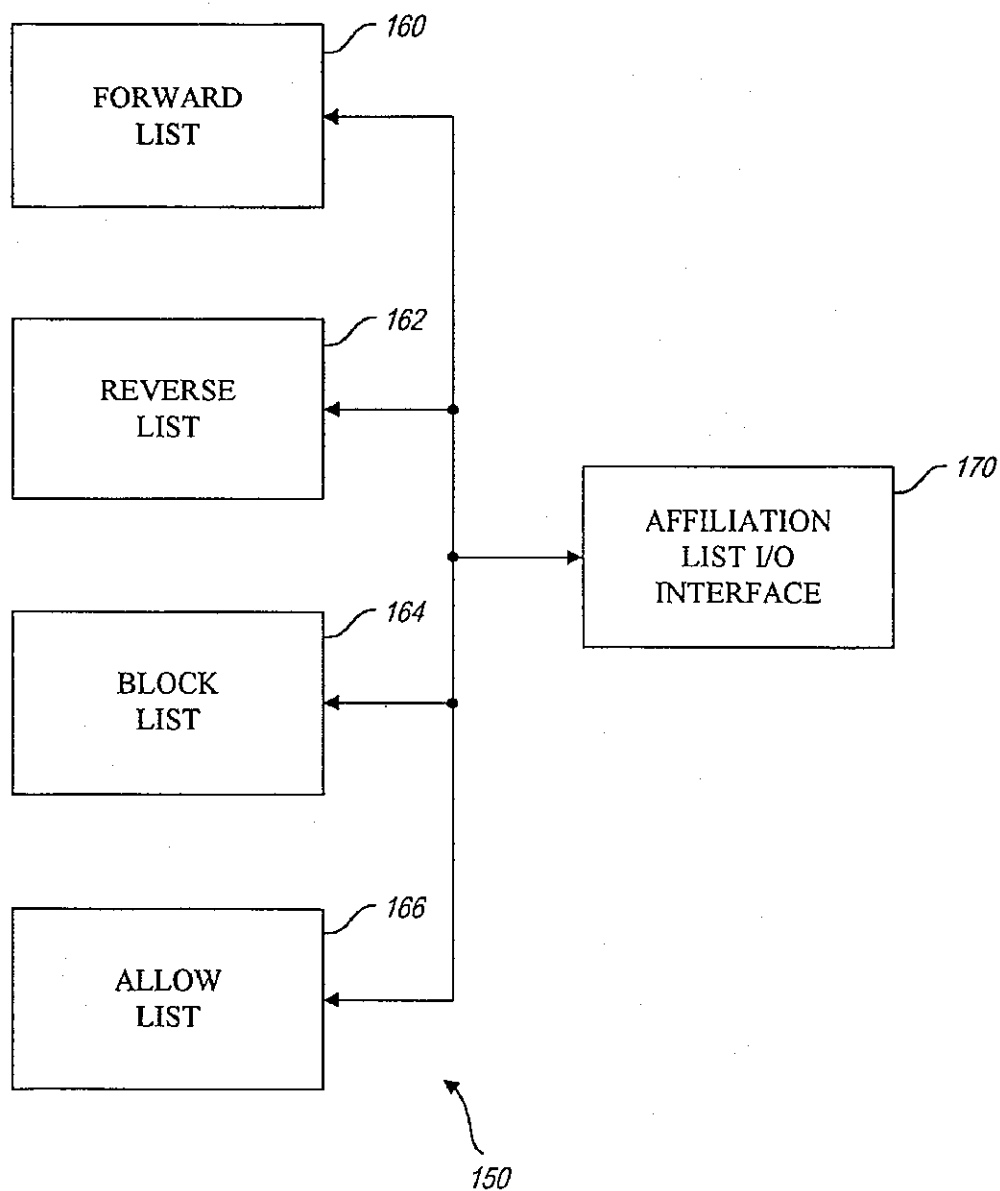 160
FORWARD
LIST
162
REVERSE
LIST
170
AFFILIATION
LIST I/O
INTERFACE
164
BLOCK
LIST
166
ALLOW
LIST
150